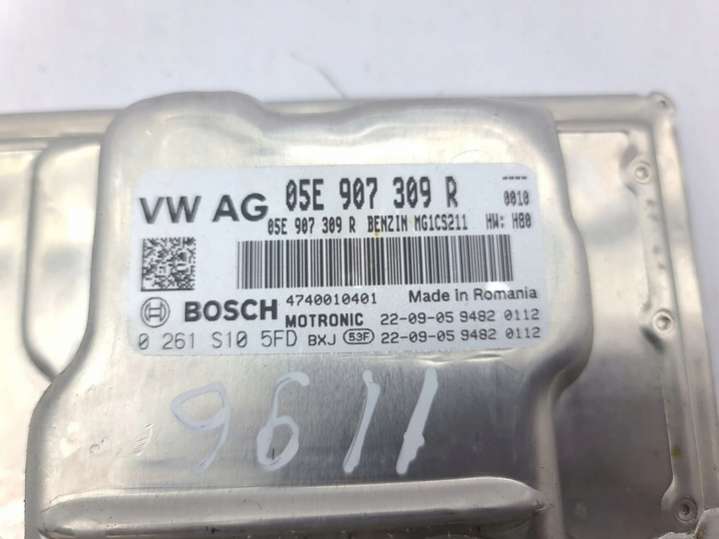 VW AG 05E 907 309 R ----
0010
05E 907 309 R BENZIN MG1CS211 HW: H80
BOSCH 4740010401 Made in Romania
MOTRONIC 22-09-05 9482 0112
0 261 S10 5FD BXJ 53F 22-09-05 9482 0112
9611